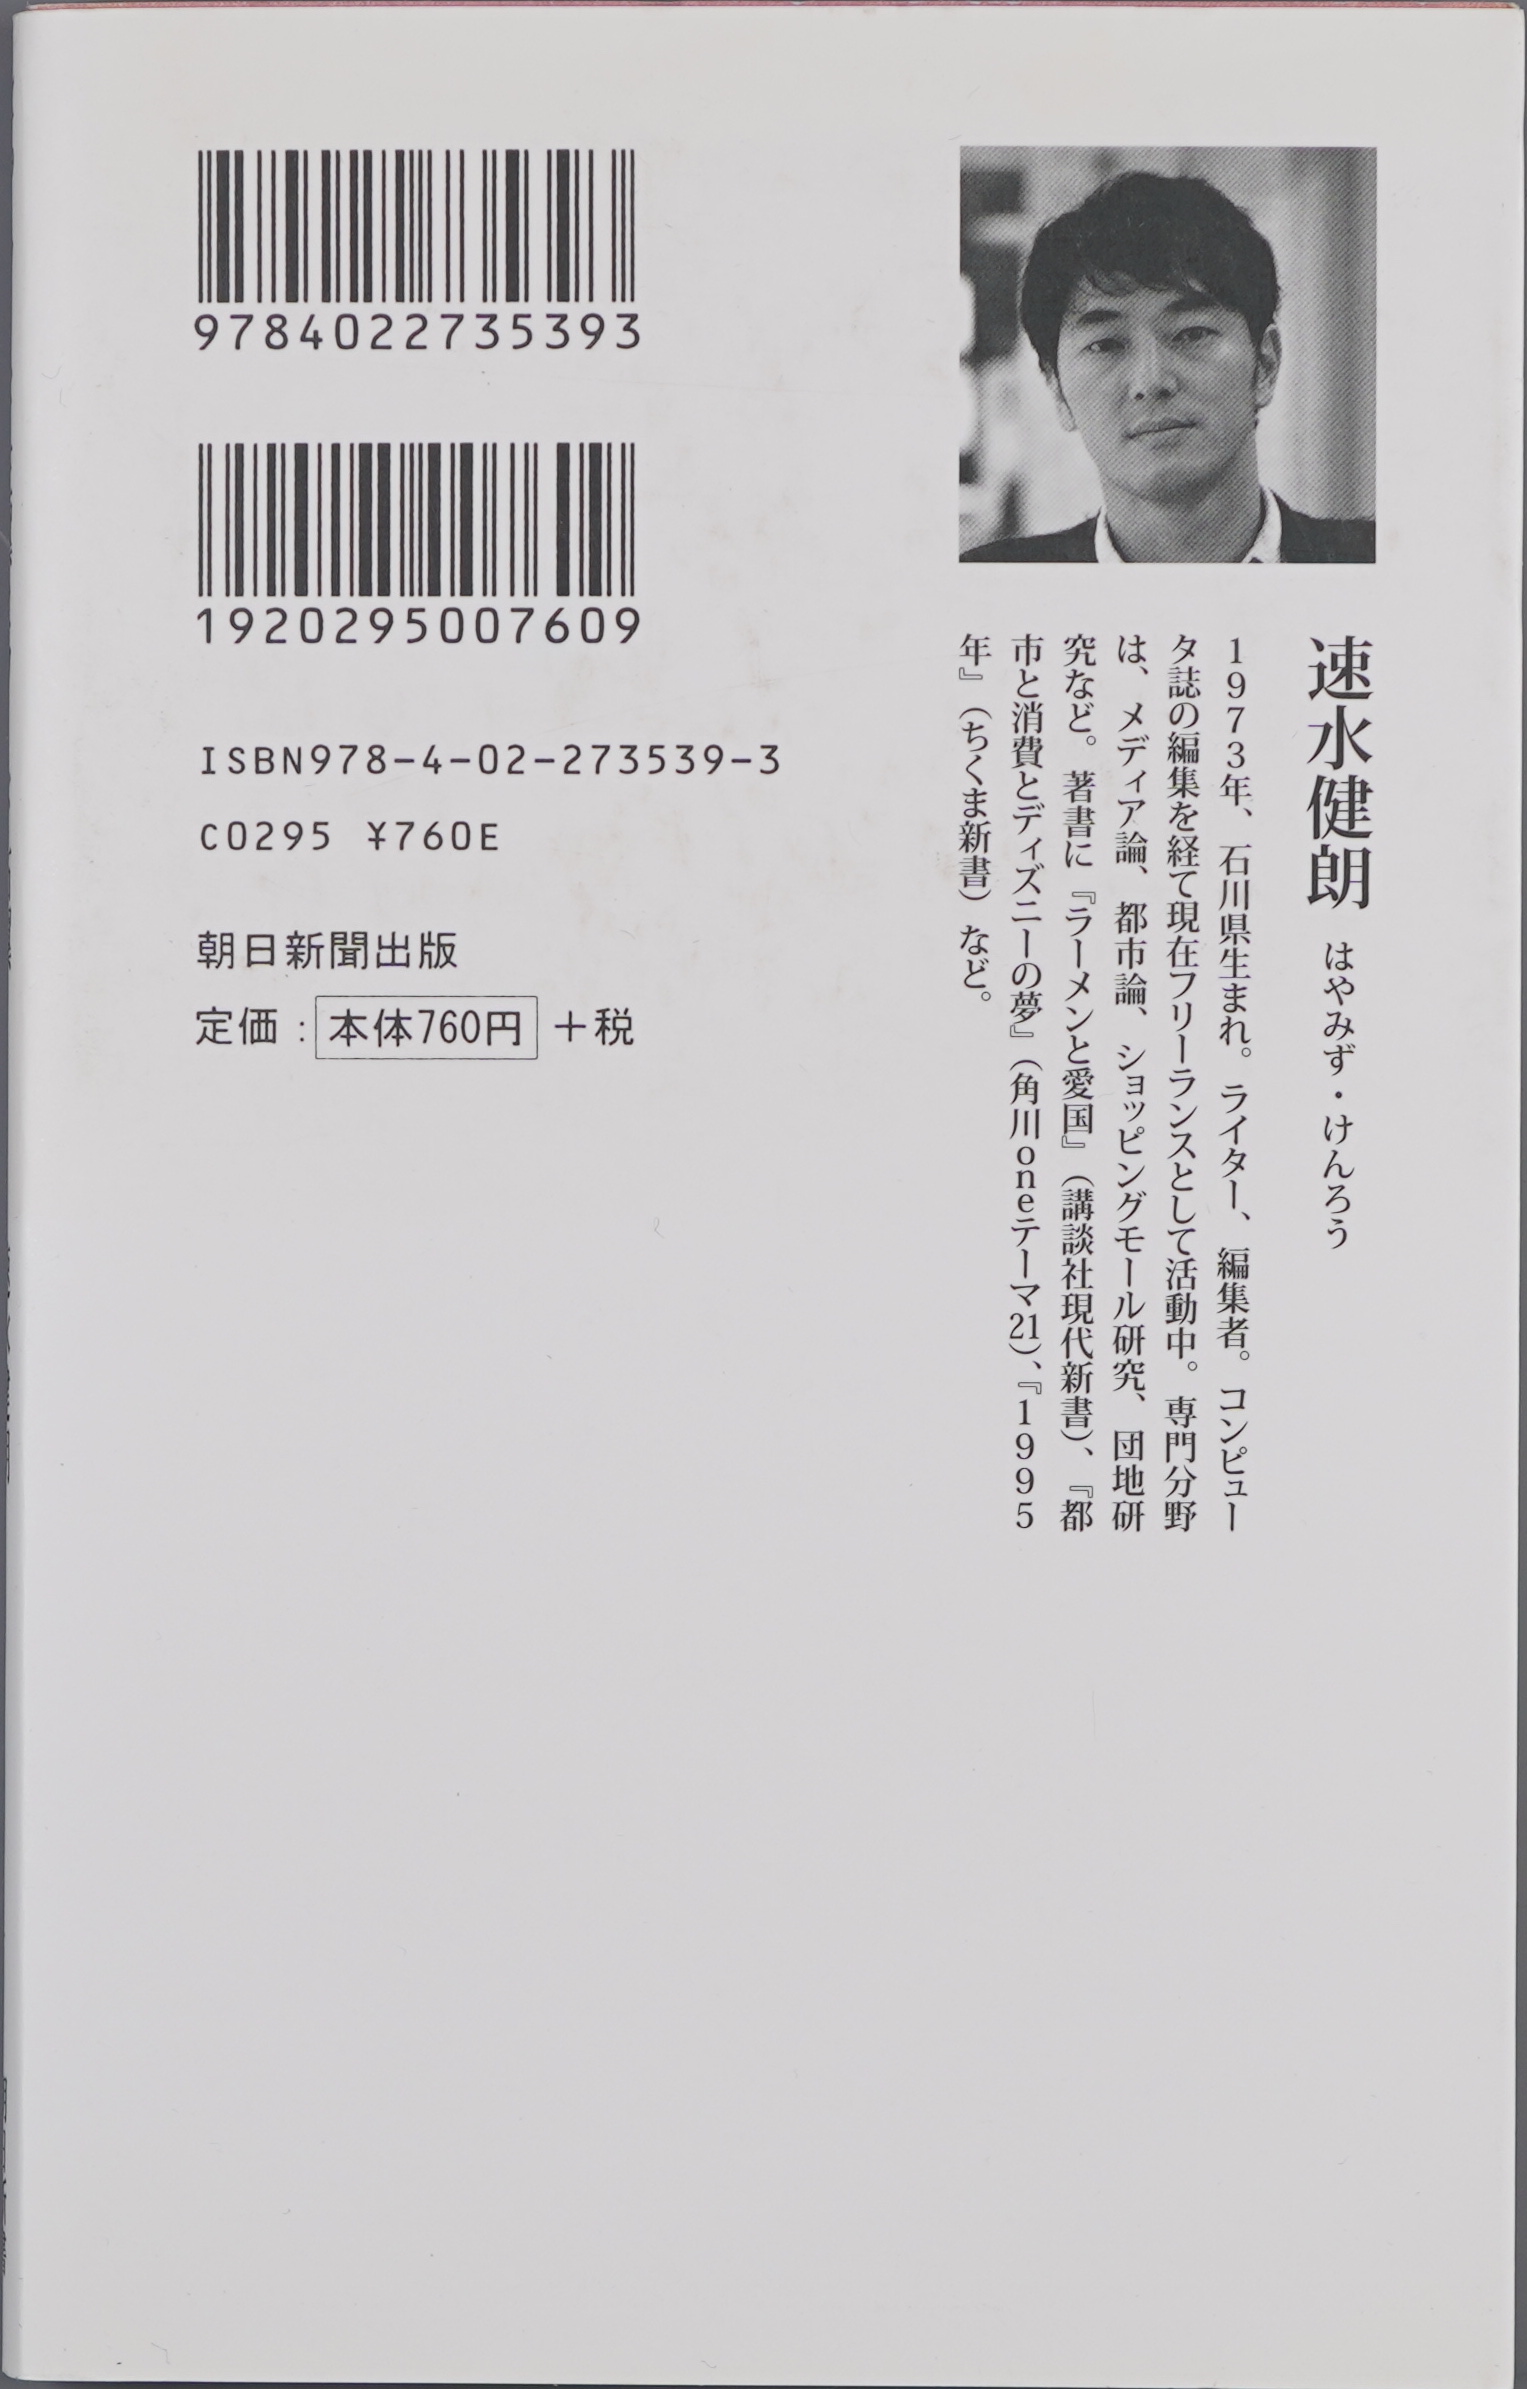 9784022735393
1920295007609
ISBN978-4-02-273539-3
C0295 ¥760E
朝日新聞出版
定価:本体760円+税
速水健朗 はやみず・けんろう
1973年、石川県生まれ。ライター、編集者。コンピュー
タ誌の編集を経て現在フリーランスとして活動中。専門分野
は、メディア論、都市論、ショッピングモール研究、団地研
究など。著書に『ラーメンと愛国』(講談社現代新書)、『都
市と消費とディズニーの夢』(角川oneテーマ21)、『1995
年』(ちくま新書)など。